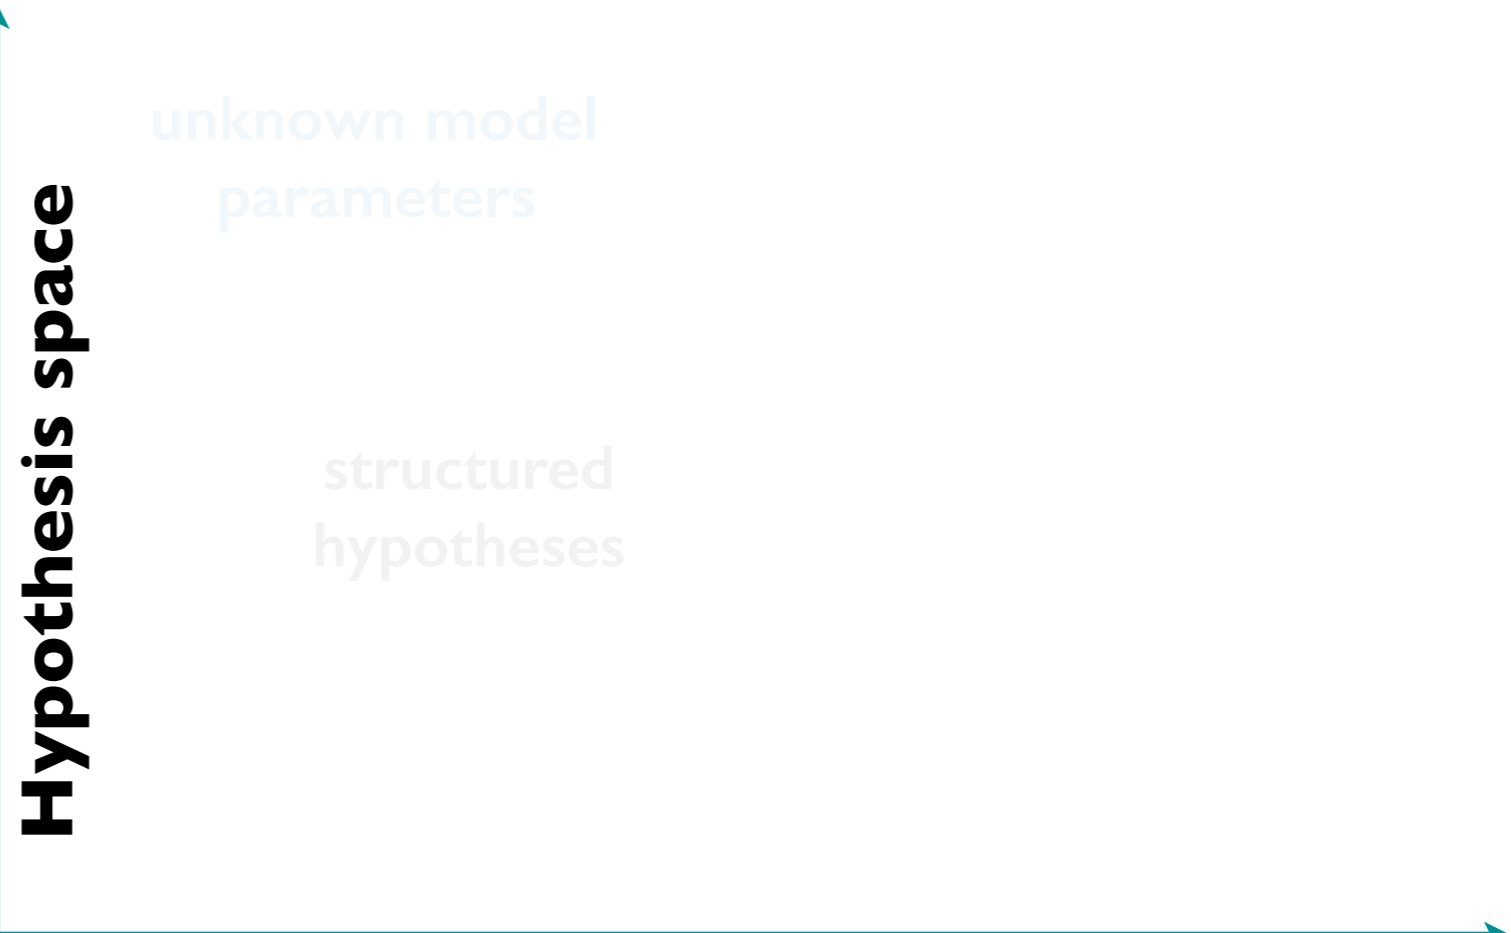 Hypothesis space
unknown model
parameters
structured
hypotheses